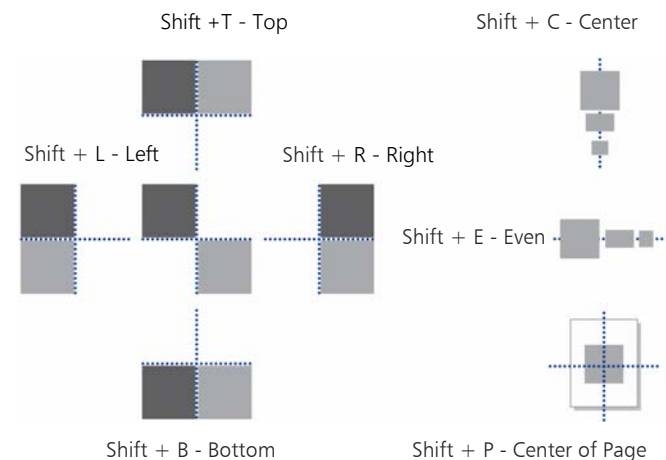 Shift +T - Top
Shift + C - Center
Shift + L - Left
Shift + R - Right
Shift + E - Even
Shift + B - Bottom
Shift + P - Center of Page